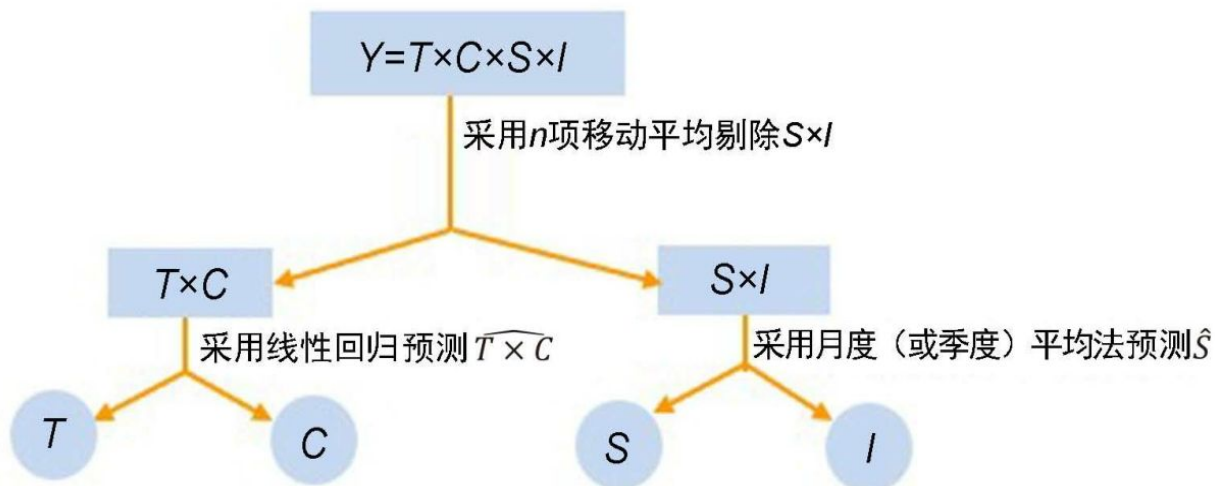 Y=T×C×S×I
采用n项移动平均剔除S×I
T×C
S×I
采用线性回归预测$\widehat{T × C}$
采用月度（或季度）平均法预测Ŝ
T
C
S
I